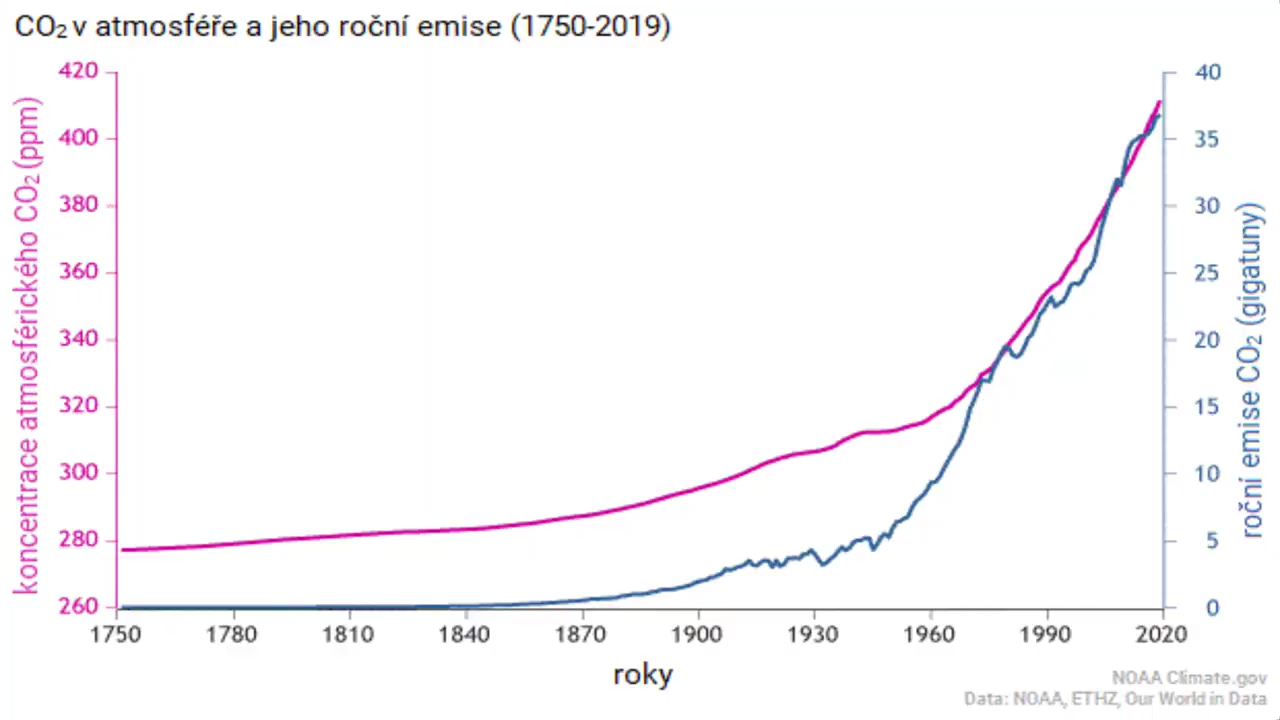 CO₂ v atmosféře a jeho roční emise (1750-2019)
koncentrace atmosférického CO₂ (ppm)
420
400
380
360
340
320
300
280
260
40
35
30
25
20
15
10
5
0
roční emise CO₂ (gigatuny)
1750 1780 1810 1840 1870 1900 1930 1960 1990 2020
roky
NOAA Climate.gov
Data: NOAA, ETHZ, Our World in Data